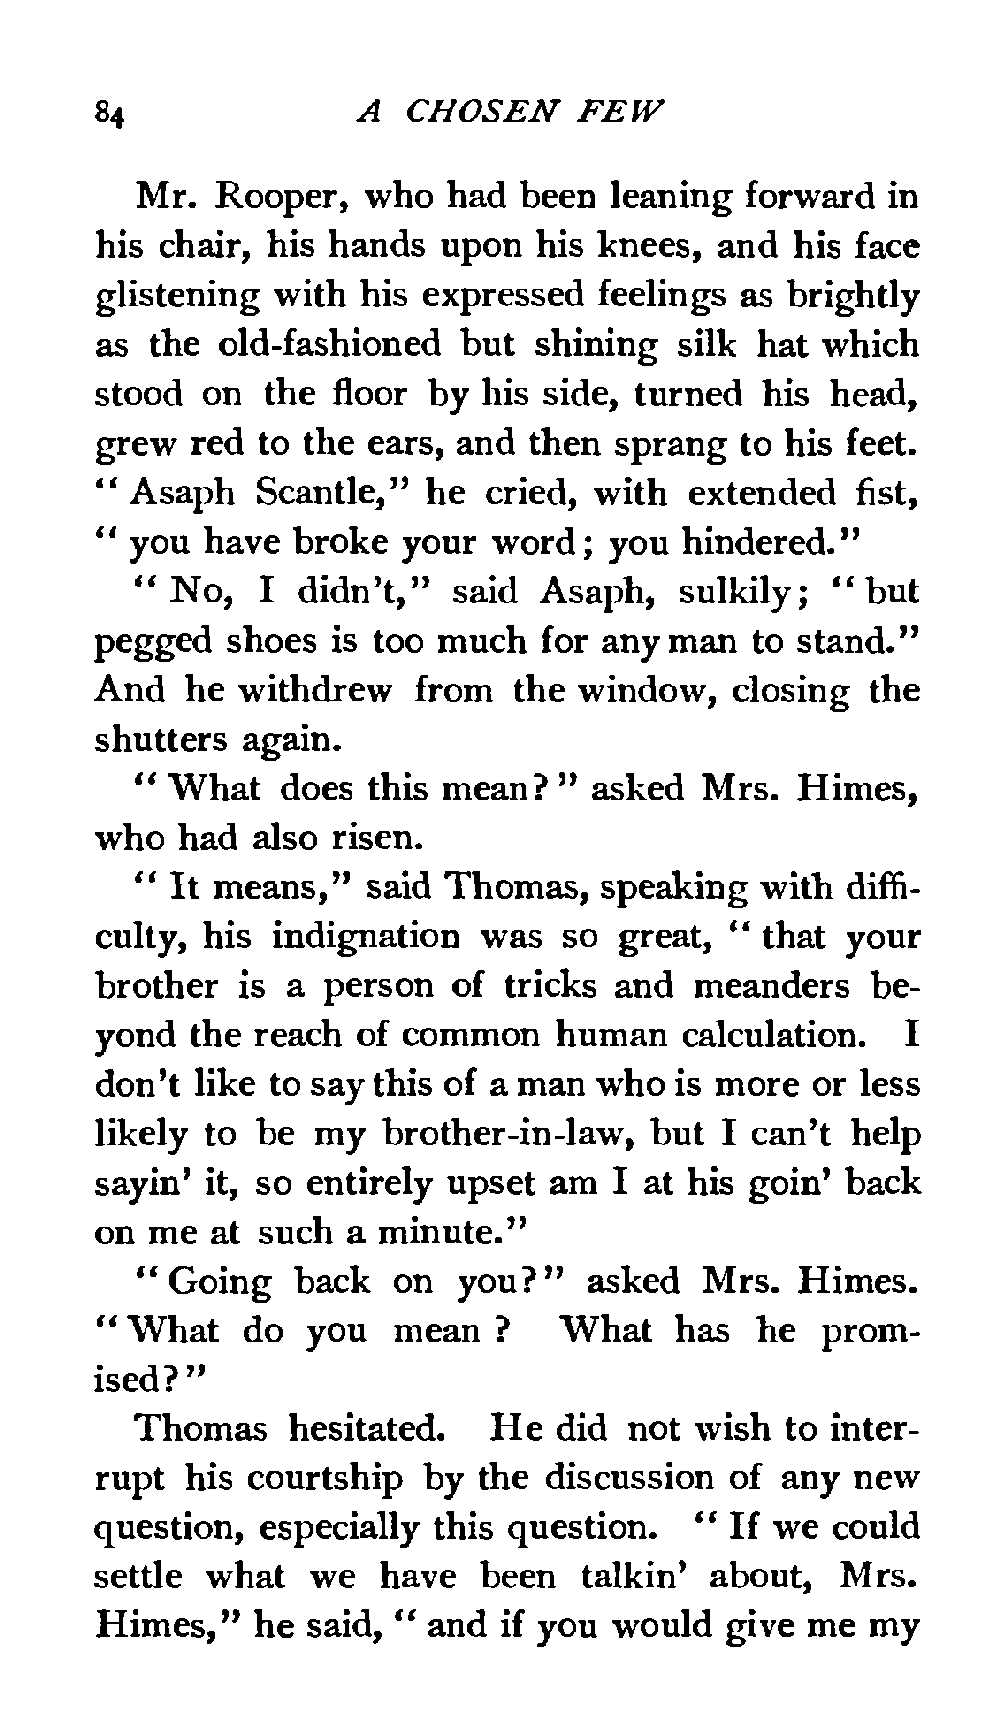 84 A CHOSEN FEW
Mr. Rooper, who had been leaning forward in
his chair, his hands upon his knees, and his face
glistening with his expressed feelings as brightly
as the old-fashioned but shining silk hat which
stood on the floor by his side, turned his head,
grew red to the ears, and then sprang to his feet.
“Asaph Scantle,” he cried, with extended fist,
“you have broke your word; you hindered.”
“No, I didn’t,” said Asaph, sulkily; “but
pegged shoes is too much for any man to stand.”
And he withdrew from the window, closing the
shutters again.
“What does this mean?” asked Mrs. Himes,
who had also risen.
“It means,” said Thomas, speaking with diffi-
culty, his indignation was so great, “that your
brother is a person of tricks and meanders be-
yond the reach of common human calculation. I
don’t like to say this of a man who is more or less
likely to be my brother-in-law, but I can’t help
sayin’ it, so entirely upset am I at his goin’ back
on me at such a minute.”
“Going back on you?” asked Mrs. Himes.
“What do you mean? What has he prom-
ised?”
Thomas hesitated. He did not wish to inter-
rupt his courtship by the discussion of any new
question, especially this question. “If we could
settle what we have been talkin’ about, Mrs.
Himes,” he said, “and if you would give me my